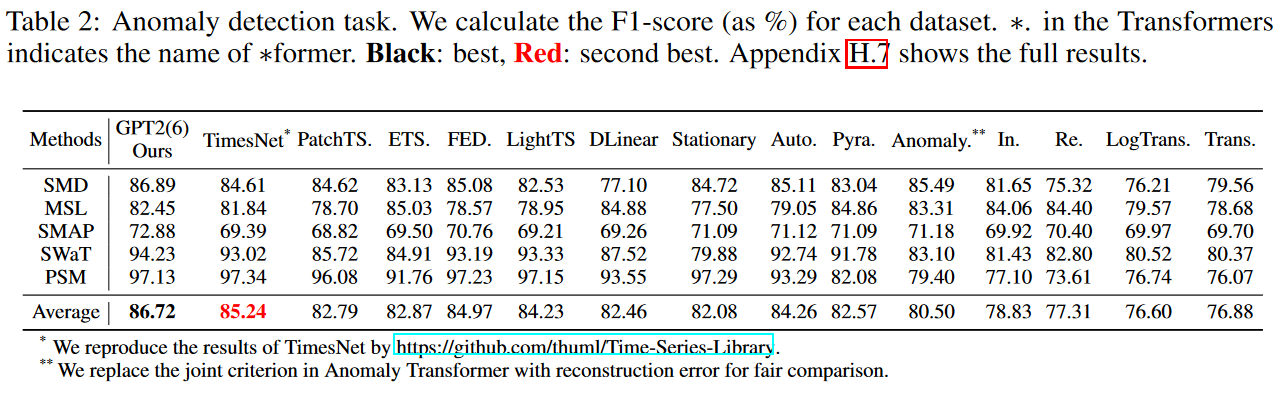 Table 2: Anomaly detection task. We calculate the F1-score (as %) for each dataset. ∗. in the Transformers
indicates the name of ∗former. Black: best, Red: second best. Appendix H.7 shows the full results.
Methods GPT2(6) Ours TimesNet* PatchTS. ETS. FED. LightTS DLinear Stationary Auto. Pyra. Anomaly.** In. Re. LogTrans. Trans.
SMD 86.89 84.61 84.62 83.13 85.08 82.53 77.10 84.72 85.11 83.04 85.49 81.65 75.32 76.21 79.56
MSL 82.45 81.84 78.70 85.03 78.57 78.95 84.88 77.50 79.05 84.86 83.31 84.06 84.40 79.57 78.68
SMAP 72.88 69.39 68.82 69.50 70.76 69.21 69.26 71.09 71.12 71.09 71.18 69.92 70.40 69.97 69.70
SWaT 94.23 93.02 85.72 84.91 93.19 93.33 87.52 79.88 92.74 91.78 83.10 81.43 82.80 80.52 80.37
PSM 97.13 97.34 96.08 91.76 97.23 97.15 93.55 97.29 93.29 82.08 79.40 77.10 73.61 76.74 76.07
Average 86.72 85.24 82.79 82.87 84.97 84.23 82.46 82.08 84.26 82.57 80.50 78.83 77.31 76.60 76.88
* We reproduce the results of TimesNet by https://github.com/thuml/Time-Series-Library.
** We replace the joint criterion in Anomaly Transformer with reconstruction error for fair comparison.